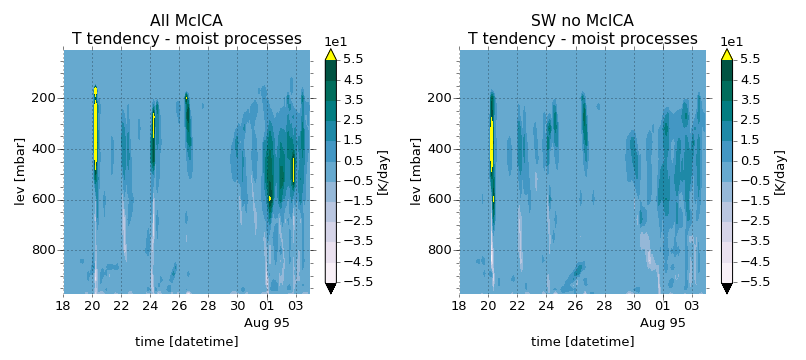 All McICA
T tendency - moist processes
1e1
5.5
4.5
3.5
2.5
1.5
0.5
−0.5
−1.5
−2.5
−3.5
−4.5
−5.5
[K/day]
200
400
600
800
lev [mbar]
18 20 22 24 26 28 30 01 03
Aug 95
time [datetime]
SW no McICA
T tendency - moist processes
1e1
5.5
4.5
3.5
2.5
1.5
0.5
−0.5
−1.5
−2.5
−3.5
−4.5
−5.5
[K/day]
200
400
600
800
lev [mbar]
18 20 22 24 26 28 30 01 03
Aug 95
time [datetime]